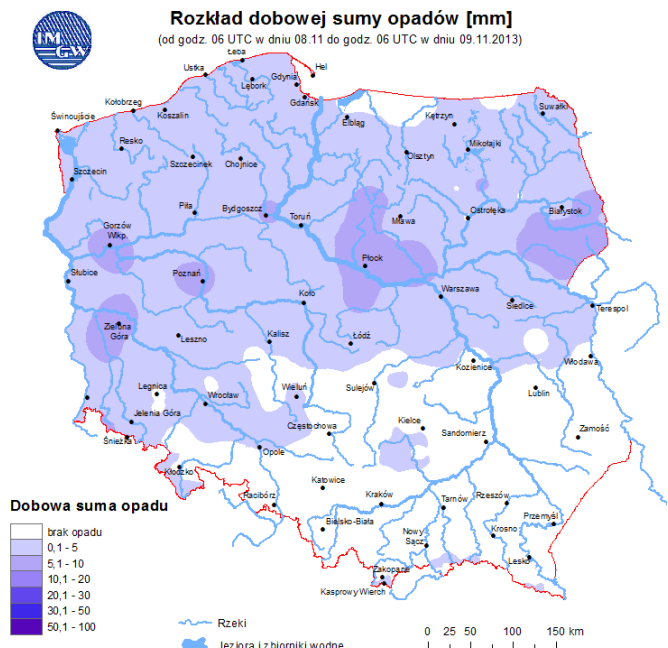 Rozkład dobowej sumy opadów [mm]
(od godz. 06 UTC w dniu 08.11 do godz. 06 UTC w dniu 09.11.2013)
IM
GW
Łeba
Ustka
Hel
Gdynia
Lębork
Gdańsk
Kołobrzeg
Koszalin
Świnoujście
Elbląg
Kętrzyn
Suwałki
Resko
Szczecinek
Chojnice
Olsztyn
Mikołajki
Szczecin
Piła
Bydgoszcz
Toruń
Mława
Ostrołęka
Białystok
Gorzów
Wlkp.
Słubice
Poznań
Płock
Koło
Warszawa
Siedlce
Terespol
Zielona
Góra
Leszno
Kalisz
Łódź
Kozienice
Włodawa
Legnica
Wrocław
Wieluń
Sulejów
Lublin
Jelenia Góra
Śnieżka
Częstochowa
Kielce
Sandomierz
Zamość
Opole
Kłodzko
Racibórz
Katowice
Kraków
Tarnów
Rzeszów
Przemyśl
Bielsko-Biała
Nowy
Sącz
Krosno
Lesko
Zakopane
Kasprowy Wierch
Dobowa suma opadu
brak opadu
0,1 - 5
5,1 - 10
10,1 - 20
20,1 - 30
30,1 - 50
50,1 - 100
Rzeki
Jeziora i zbiorniki wodne
0 25 50 100 150 km